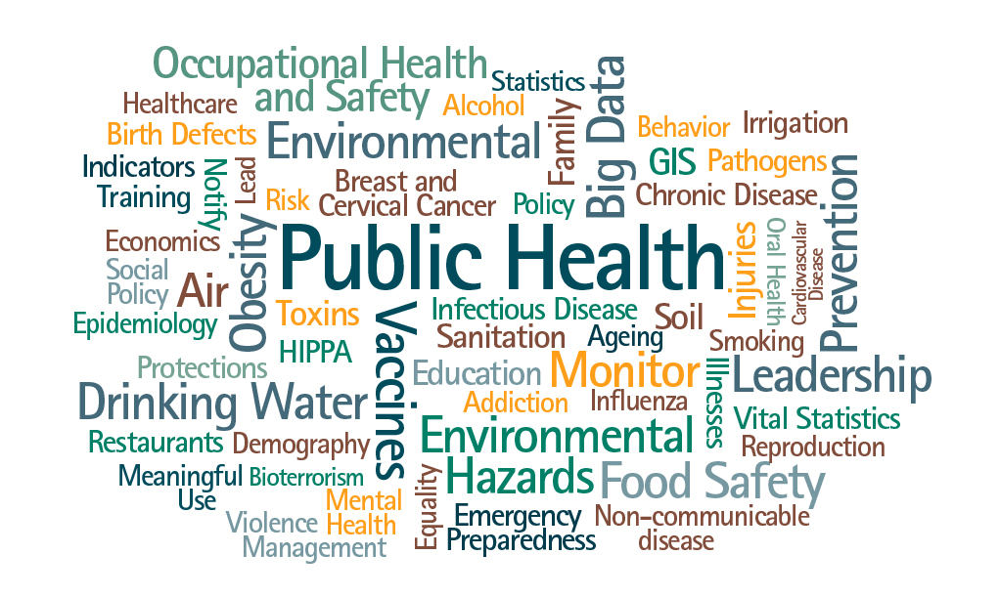 Occupational Health
and Safety
Statistics
Healthcare
Alcohol
Family
Big Data
Behavior
Irrigation
Birth Defects
Environmental
GIS
Pathogens
Indicators
Notify
Lead
Breast and
Cervical Cancer
Training
Risk
Policy
Chronic Disease
Prevention
Economics
Obesity
Public Health
Injuries
Oral Health
Cardiovascular
Disease
Social
Policy
Air
Epidemiology
Toxins
Vaccines
Infectious Disease
Soil
HIPPA
Sanitation
Ageing
Smoking
Protections
Education
Monitor
Illnesses
Leadership
Drinking Water
Addiction
Influenza
Vital Statistics
Restaurants
Demography
Environmental
Hazards
Reproduction
Meaningful
Use
Bioterrorism
Equality
Food Safety
Mental
Health
Violence
Management
Emergency
Preparedness
Non-communicable
disease